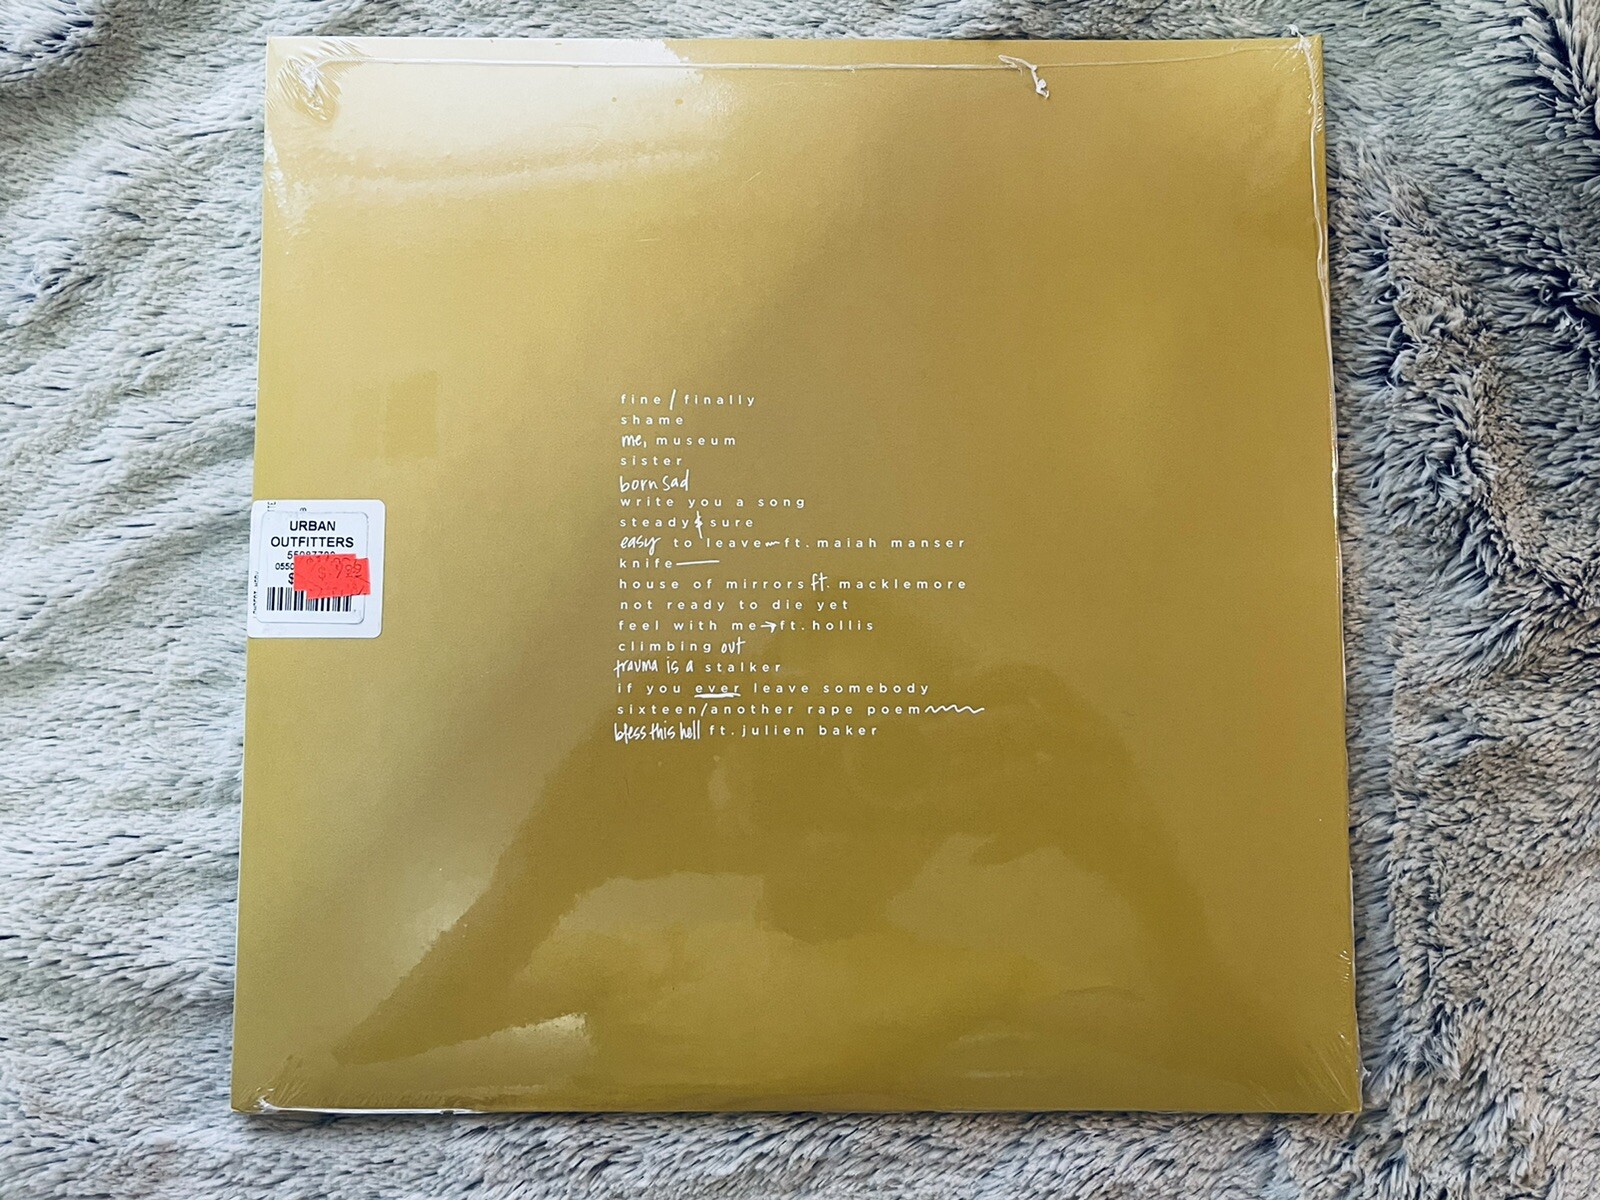 fine/finally
shame
me, museum
sister
born sad
write you a song
steady & sure
easy to leave~ft. maiah manser
knife—
house of mirrors ft. macklemore
not ready to die yet
feel with me→ft. hollis
climbing out
trauma is a stalker
if you ever leave somebody
sixteen/another rape poem
bless this hell ft. julien baker
URBAN
OUTFITTERS